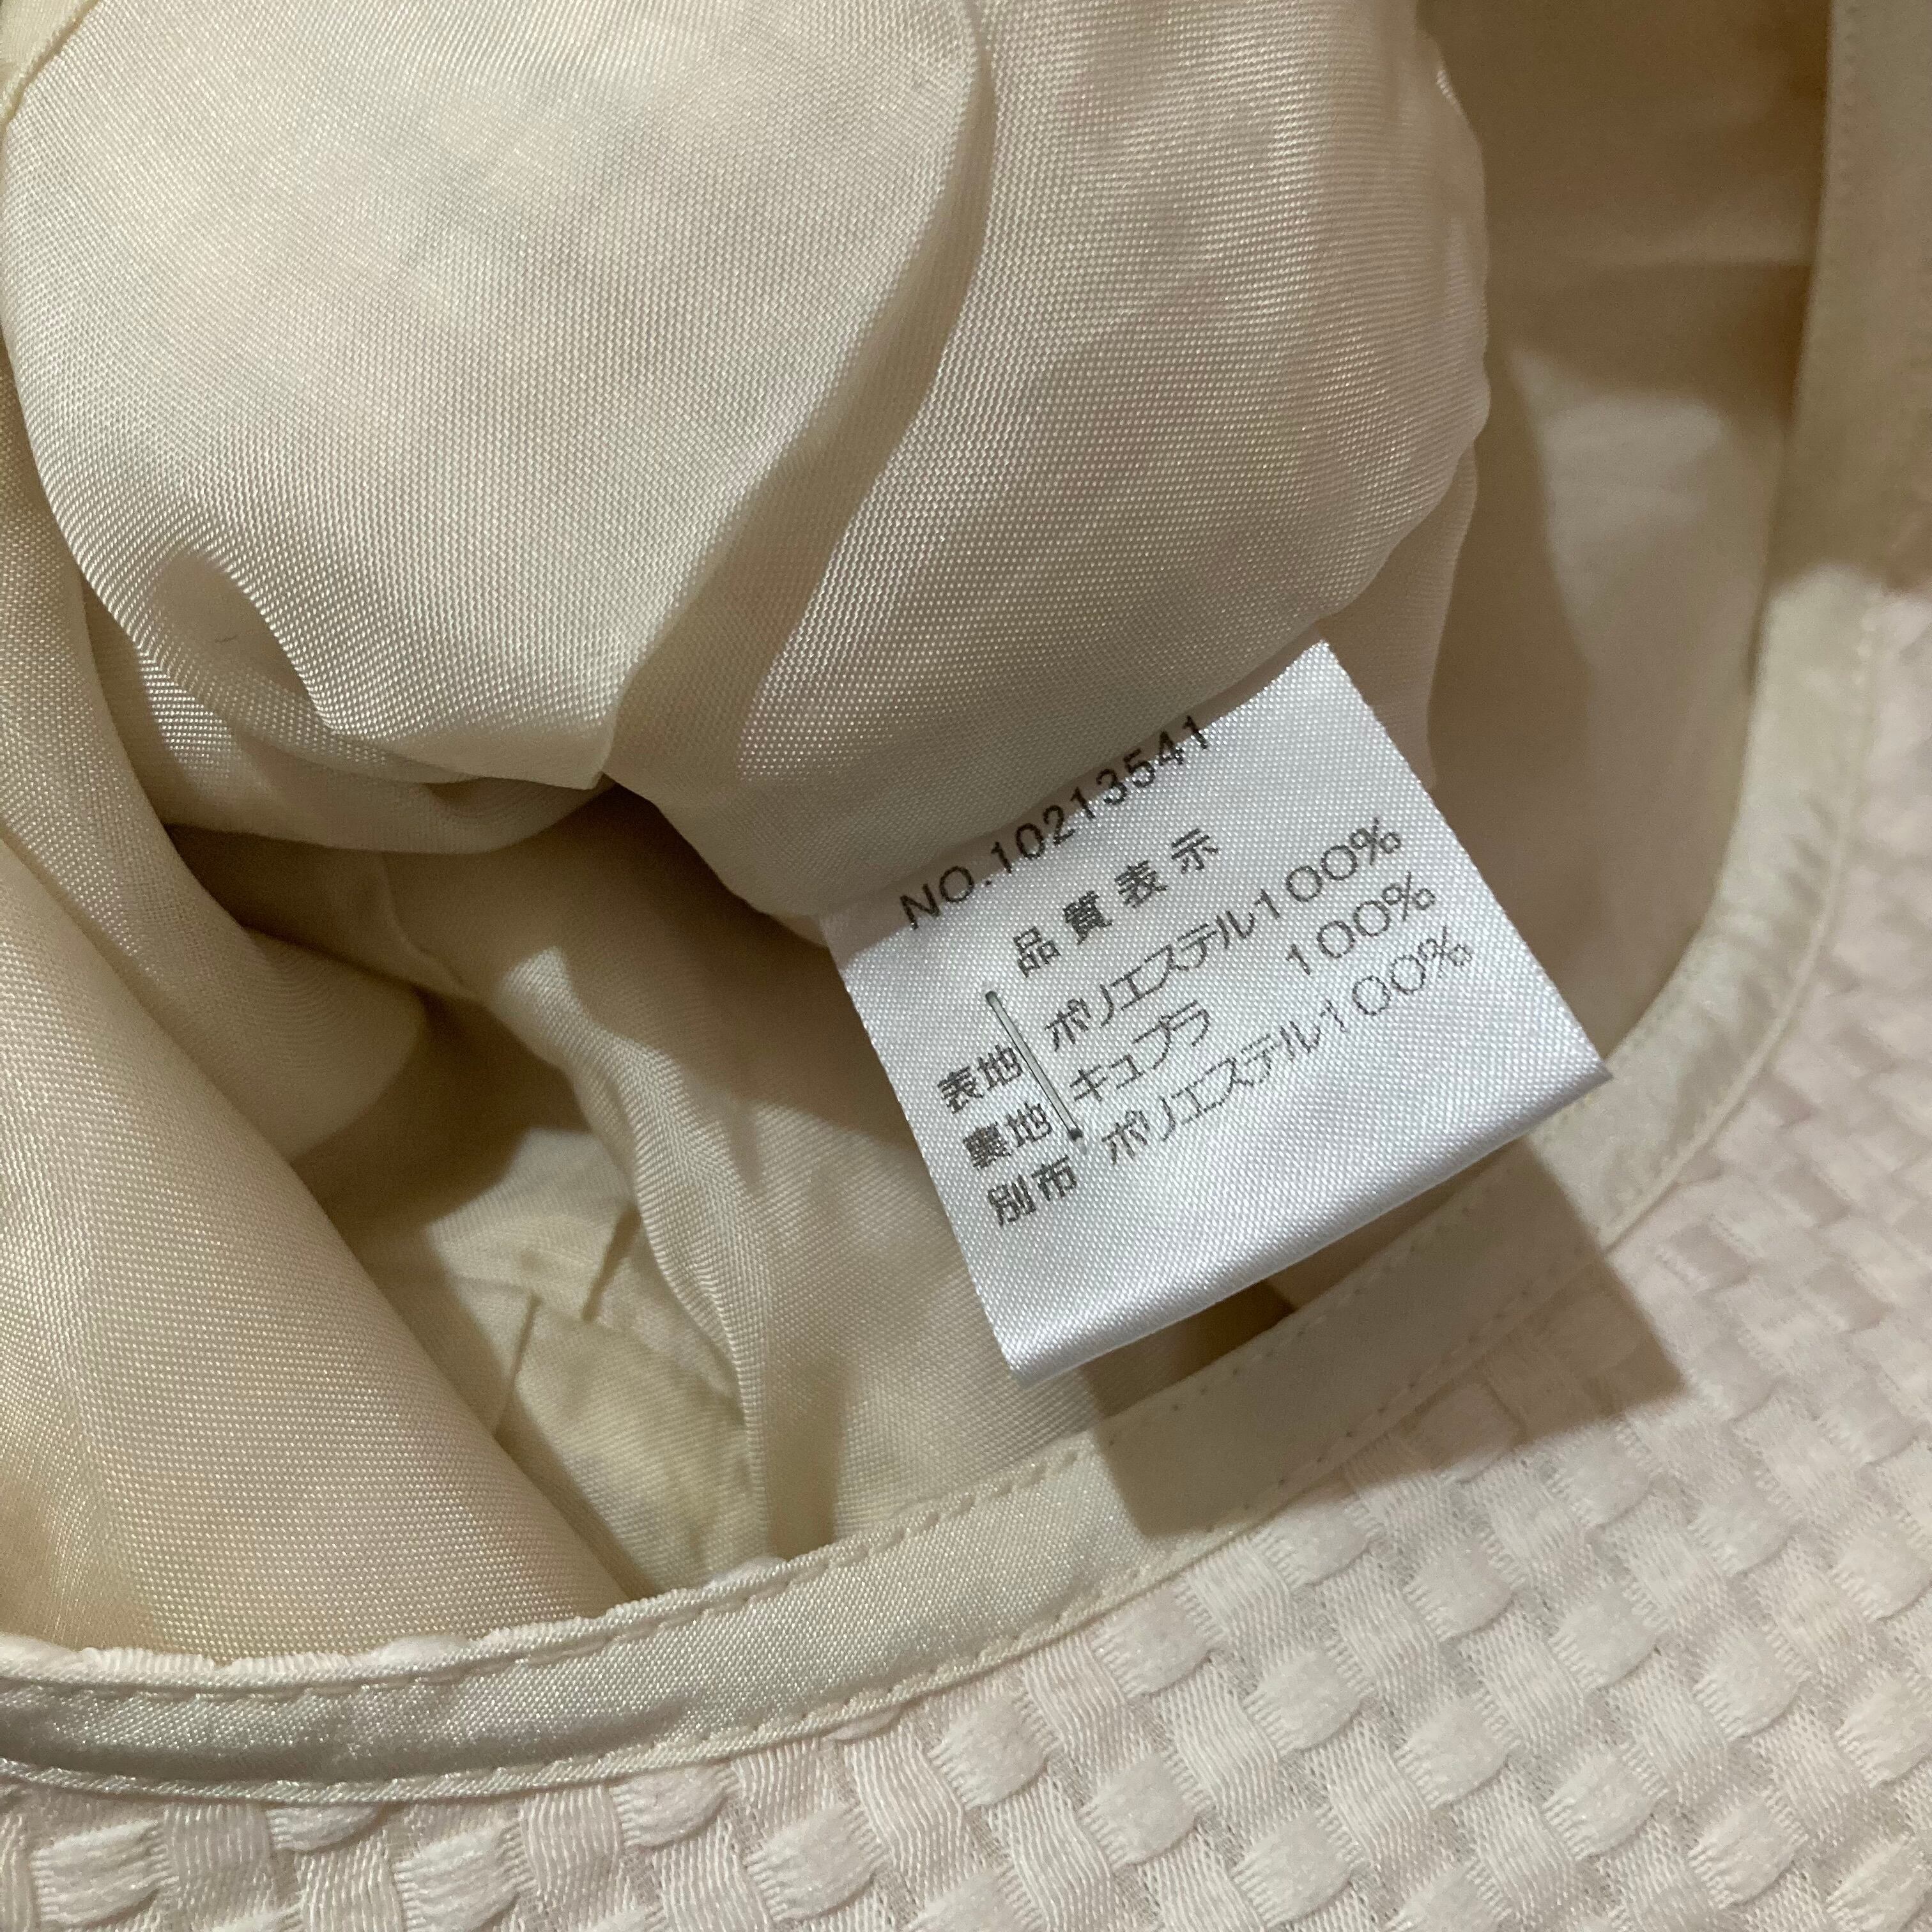 NO.10213541
品質表示
表地 ポリエステル100%
裏地 キュプラ 100%
別布 ポリエステル100%